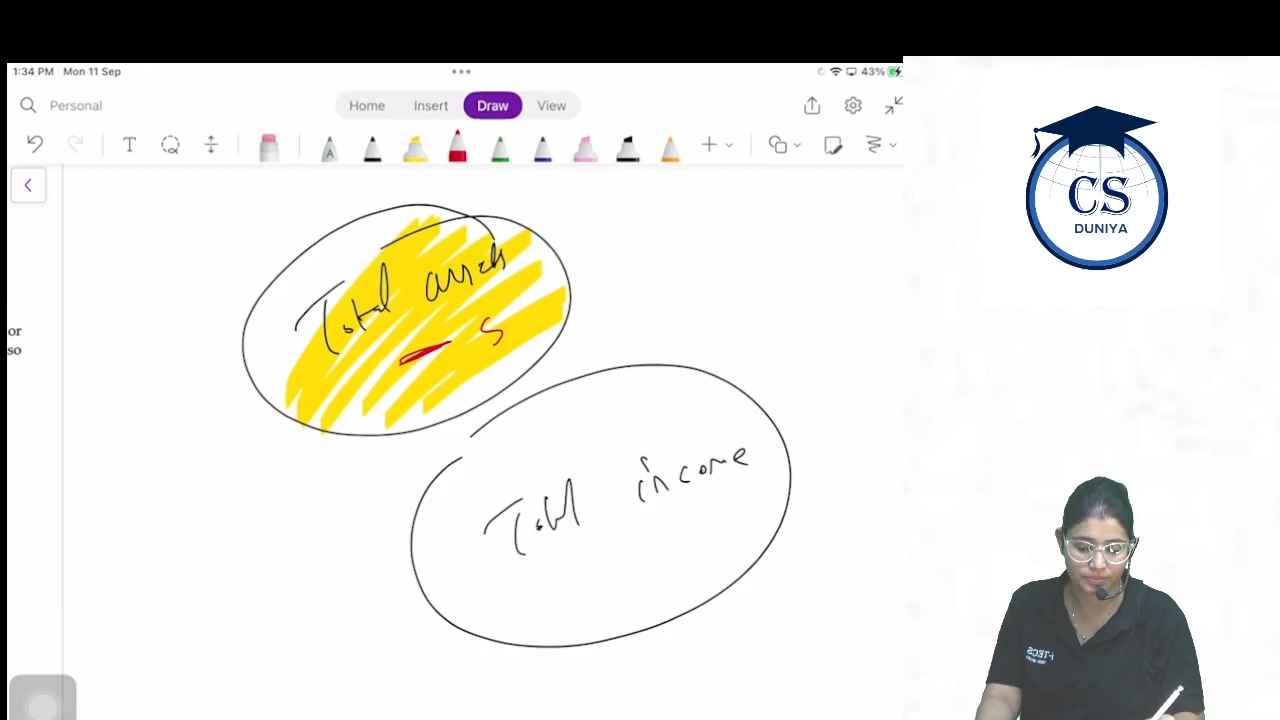 1:34 PM Mon 11 Sep
43%
Personal
Home Insert Draw View
A
or
so
Total assets
- 5
Total income
CS
DUNIYA